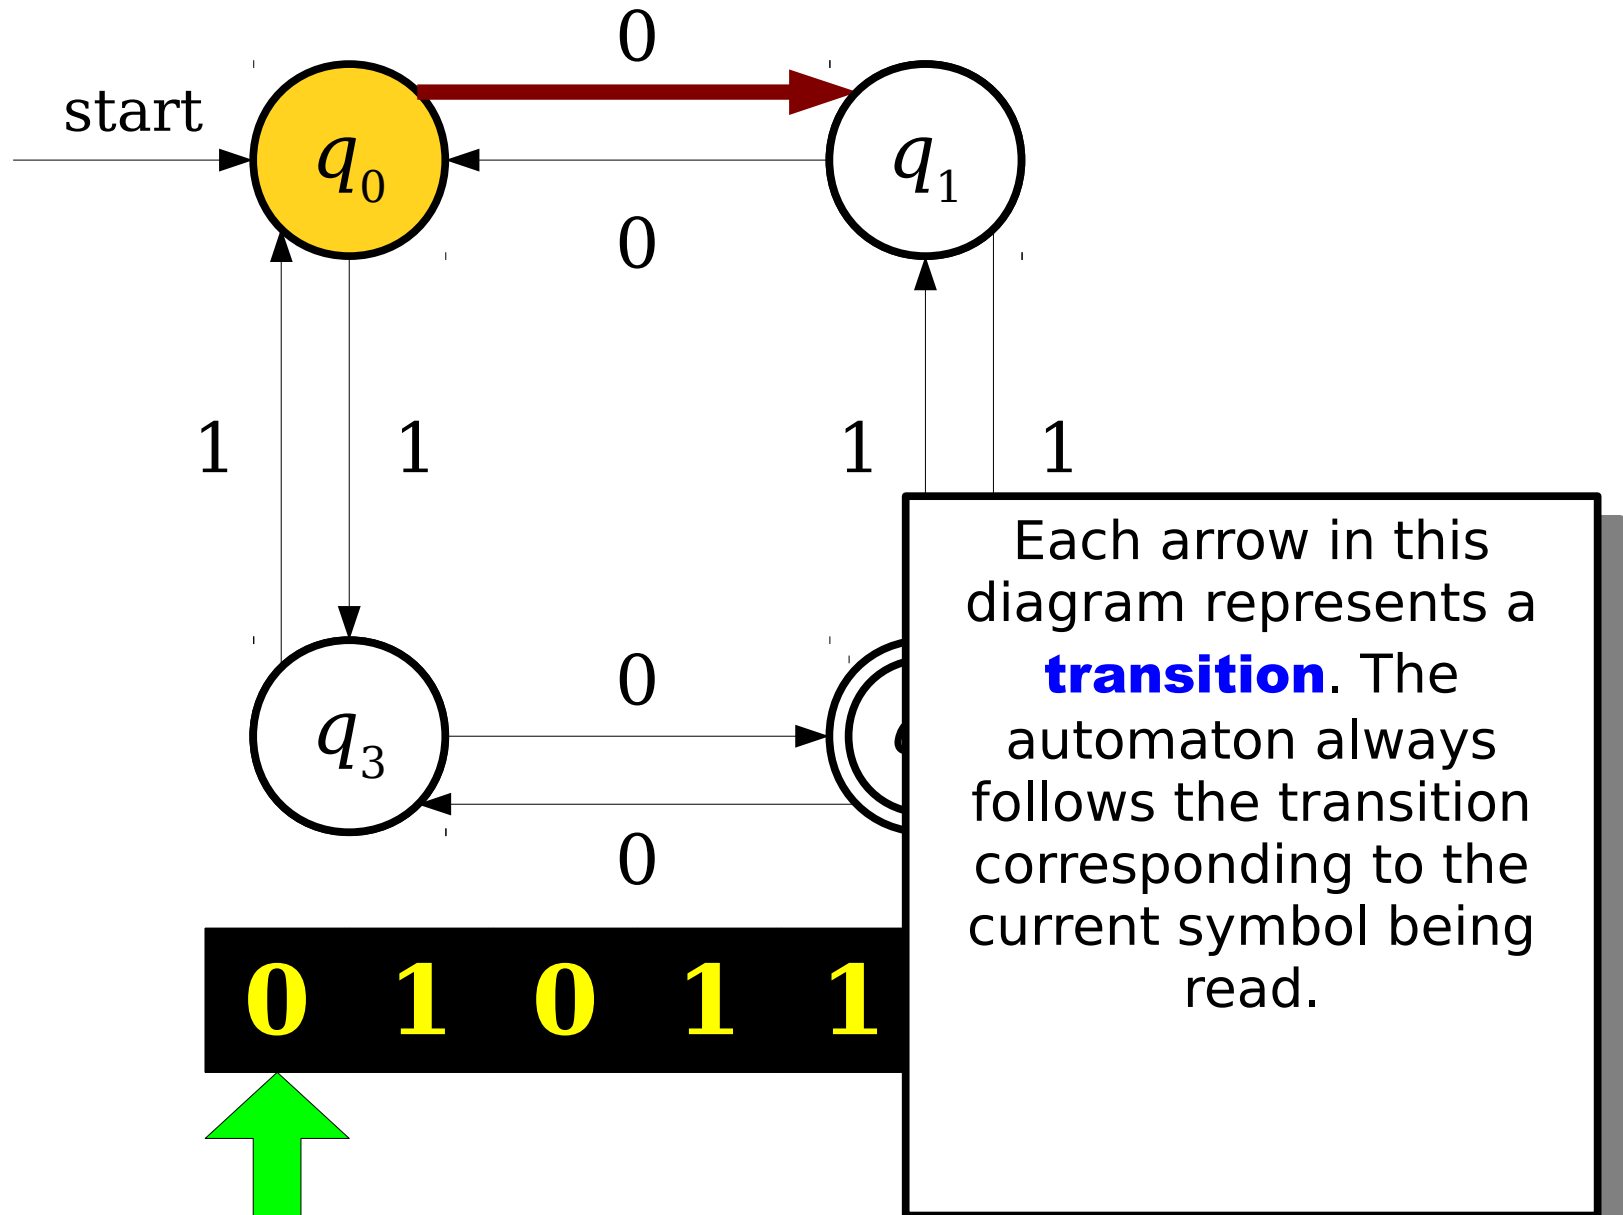 0
start
q0
q1
0
1
1
1
1
Each arrow in this
diagram represents a
transition. The
automaton always
follows the transition
corresponding to the
current symbol being
read.
0
q3
0
0 1 0 1 1